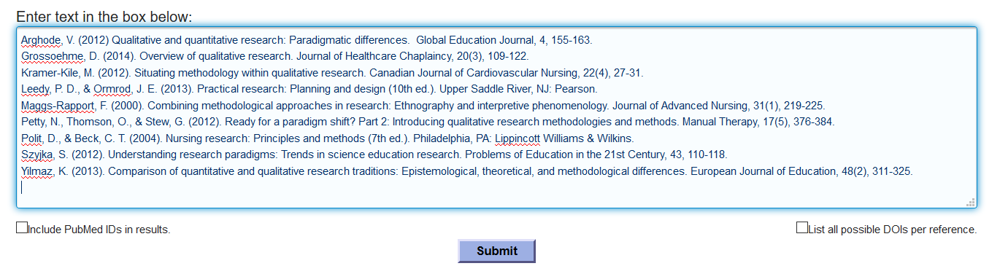 Enter text in the box below:
Arghode, V. (2012) Qualitative and quantitative research: Paradigmatic differences.  Global Education Journal, 4, 155-163.
Grossoehme, D. (2014). Overview of qualitative research. Journal of Healthcare Chaplaincy, 20(3), 109-122.
Kramer-Kile, M. (2012). Situating methodology within qualitative research. Canadian Journal of Cardiovascular Nursing, 22(4), 27-31.
Leedy, P. D., & Ormrod, J. E. (2013). Practical research: Planning and design (10th ed.). Upper Saddle River, NJ: Pearson.
Maggs-Rapport, F. (2000). Combining methodological approaches in research: Ethnography and interpretive phenomenology. Journal of Advanced Nursing, 31(1), 219-225.
Petty, N., Thomson, O., & Stew, G. (2012). Ready for a paradigm shift? Part 2: Introducing qualitative research methodologies and methods. Manual Therapy, 17(5), 376-384.
Polit, D., & Beck, C. T. (2004). Nursing research: Principles and methods (7th ed.). Philadelphia, PA: Lippincott Williams & Wilkins.
Szyjka, S. (2012). Understanding research paradigms: Trends in science education research. Problems of Education in the 21st Century, 43, 110-118.
Yilmaz, K. (2013). Comparison of quantitative and qualitative research traditions: Epistemological, theoretical, and methodological differences. European Journal of Education, 48(2), 311-325.
Include PubMed IDs in results. List all possible DOIs per reference.
Submit